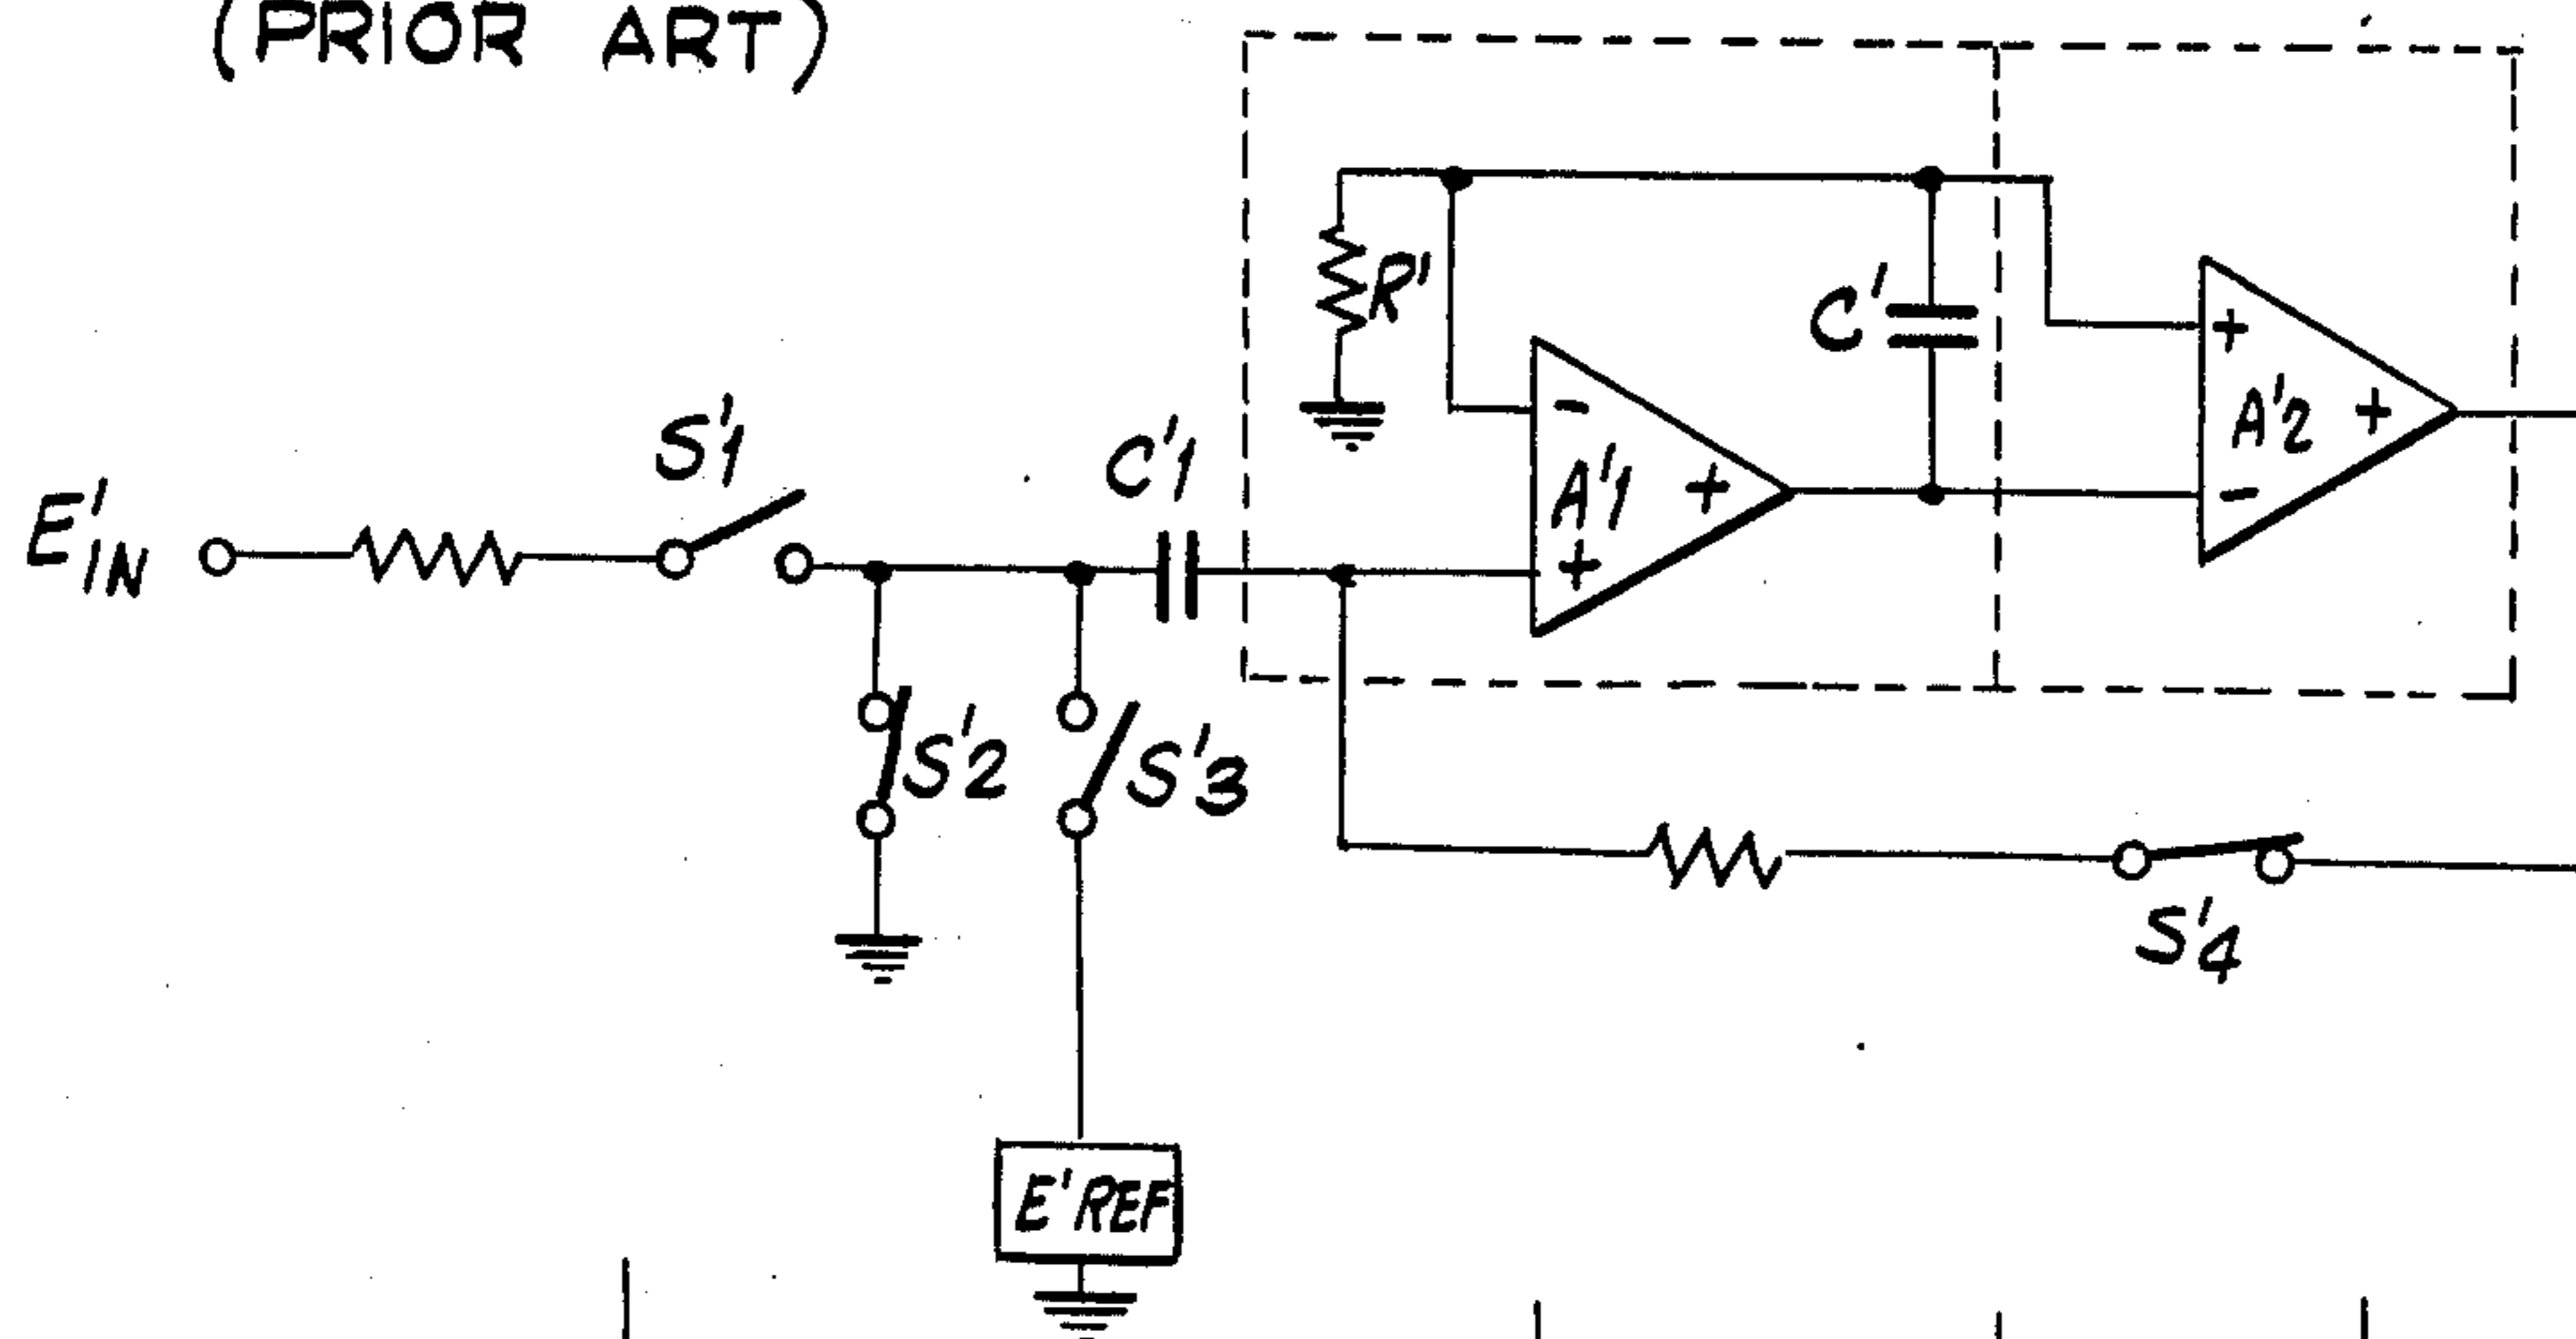 (PRIOR ART)
R'
C'
+
A'2 +
-
S'1
C'1
-
A'1 +
+
E'IN
S'2
S'3
S'4
E'REF